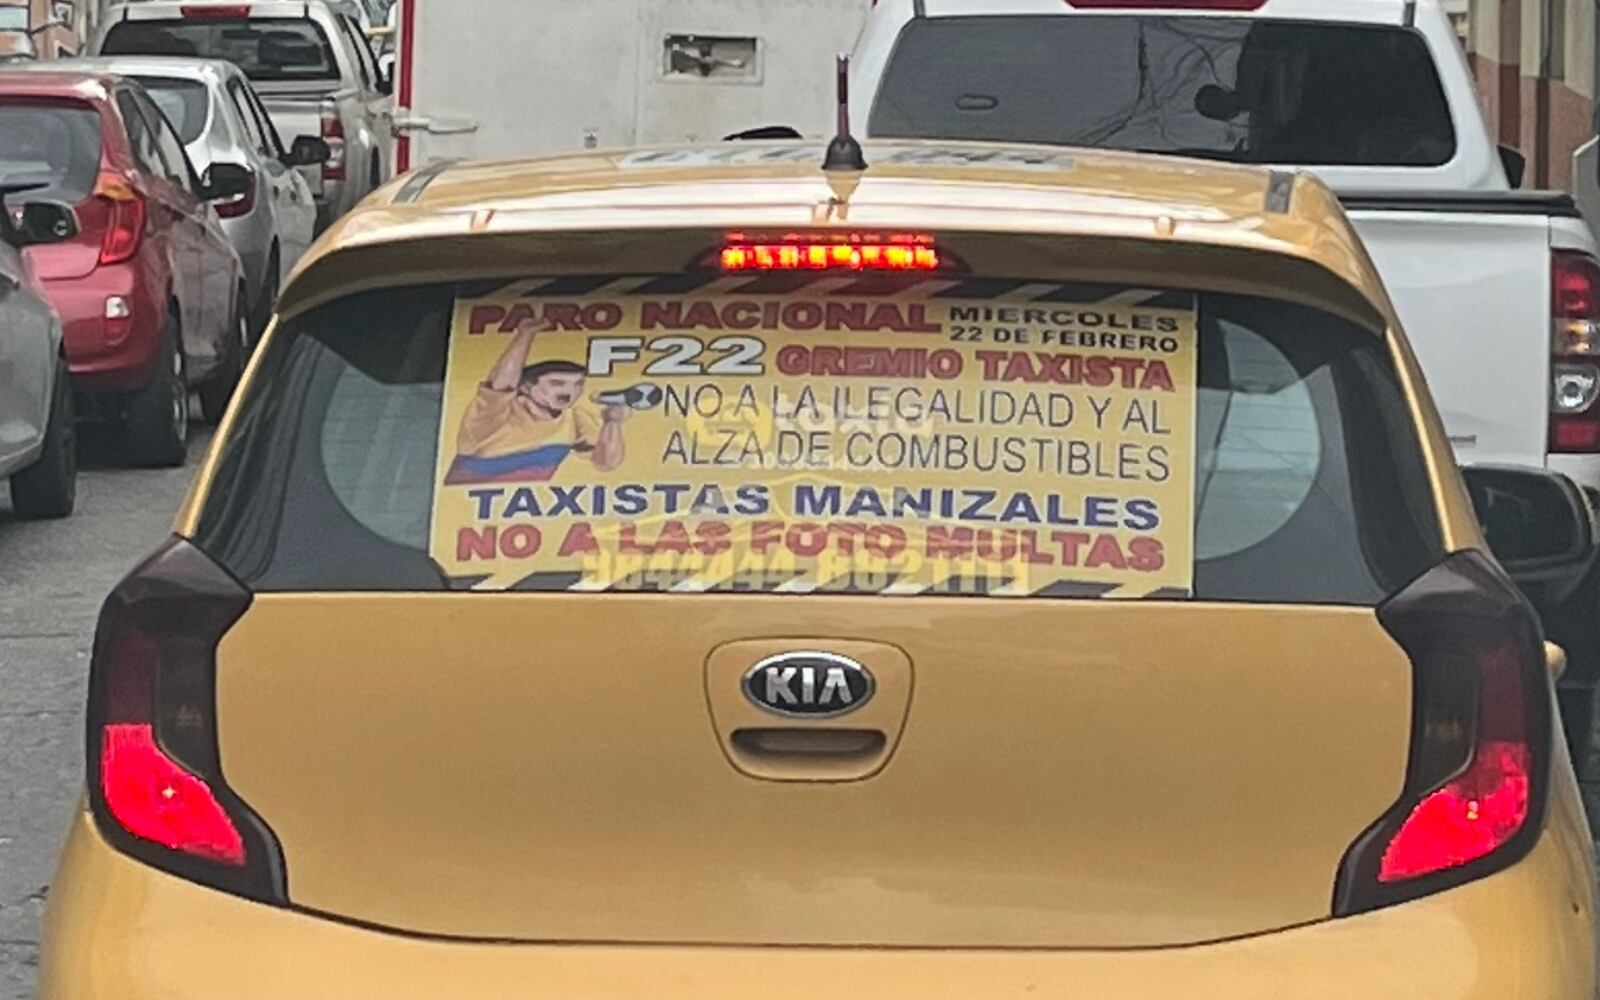 PARO NACIONAL MIERCOLES
22 DE FEBRERO
F22 GREMIO TAXISTA
NO A LA ILEGALIDAD Y AL
ALZA DE COMBUSTIBLES
TAXISTAS MANIZALES
NO A LAS FOTO MULTAS
KIA